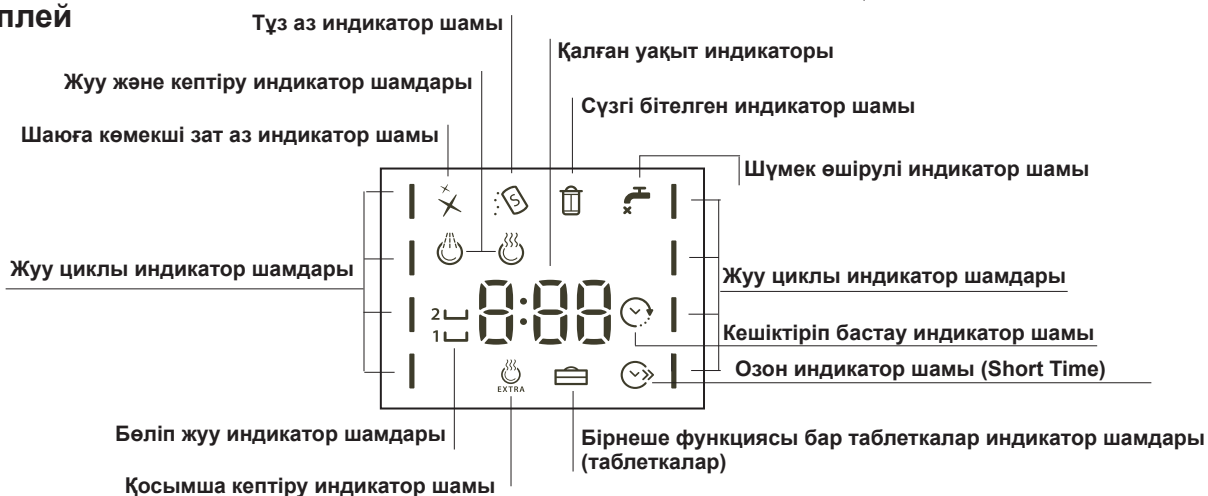 плей
Тұз аз индикатор шамы
Қалған уақыт индикаторы
Жуу және кептіру индикатор шамдары
Сүзгі бітелген индикатор шамы
Шаюға көмекші зат аз индикатор шамы
Шүмек өшірулі индикатор шамы
S
Жуу циклы индикатор шамдары
Жуу циклы индикатор шамдары
2
8:88
1
Кешіктіріп бастау индикатор шамы
Озон индикатор шамы (Short Time)
EXTRA
Бөліп жуу индикатор шамдары
Бірнеше функциясы бар таблеткалар индикатор шамдары
(таблеткалар)
Қосымша кептіру индикатор шамы